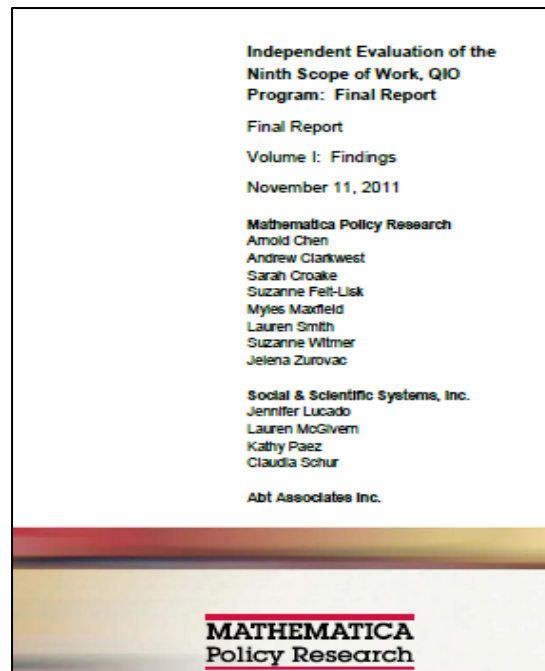 Independent Evaluation of the
Ninth Scope of Work, QIO
Program: Final Report
Final Report
Volume I: Findings
November 11, 2011
Mathematica Policy Research
Arnold Chen
Andrew Clarkwest
Sarah Croake
Suzanne Felt-Lisk
Myles Maxfield
Lauren Smith
Suzanne Witmer
Jelena Zurovac
Social & Scientific Systems, Inc.
Jennifer Lucado
Lauren McGivern
Kathy Paez
Claudia Schur
Abt Associates Inc.
MATHEMATICA
Policy Research